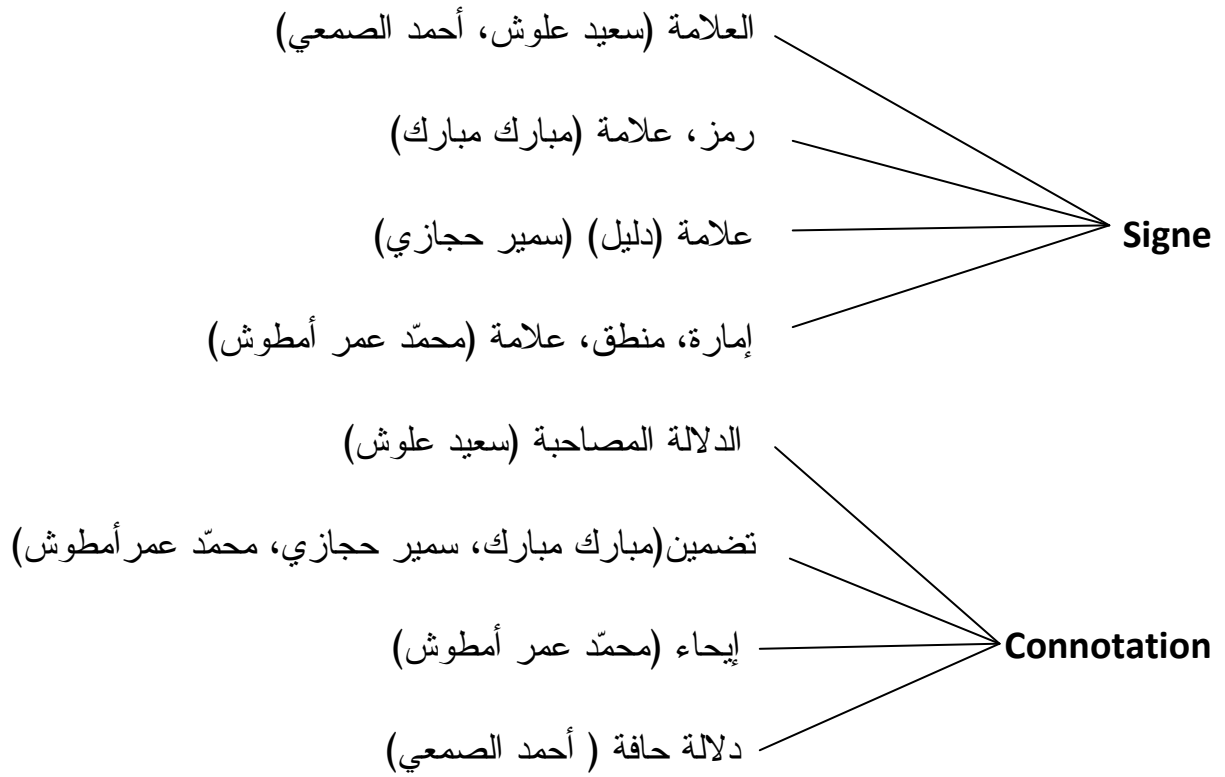 العلامة (سعيد علوش، أحمد الصمعي)
رمز، علامة (مبارك مبارك)
علامة (دليل) (سمير حجازي)
Signe
إمارة، منطق، علامة (محمّد عمر أمطوش)
الدلالة المصاحبة (سعيد علوش)
تضمين(مبارك مبارك، سمير حجازي، محمّد عمرأمطوش)
Connotation
إيحاء (محمّد عمر أمطوش)
دلالة حافة ( أحمد الصمعي)